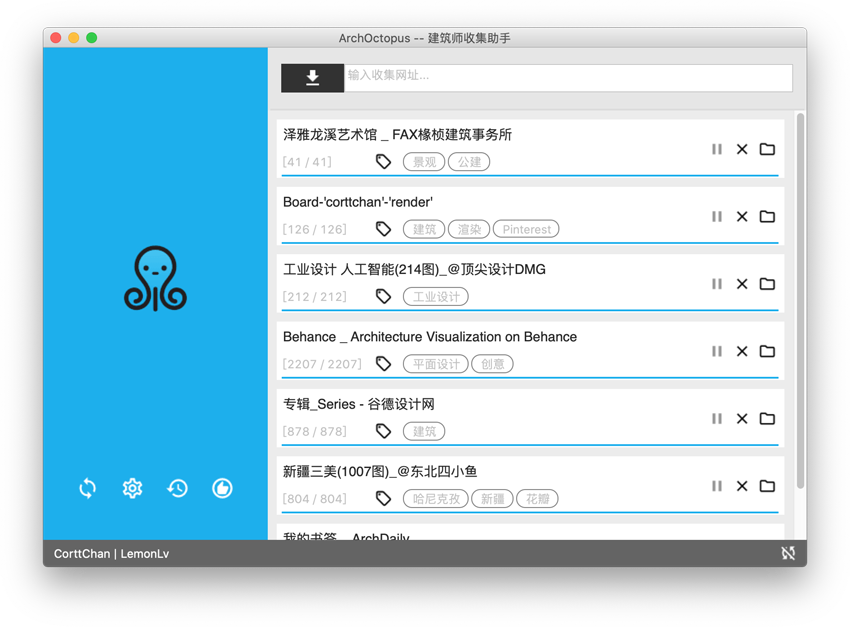 ArchOctopus -- 建筑师收集助手
输入收集网址...
泽雅龙溪艺术馆 _ FAX椽桢建筑事务所
[41 / 41] 景观 公建
Board-'corttchan'-'render'
[126 / 126] 建筑 渲染 Pinterest
工业设计 人工智能(214图)_@顶尖设计DMG
[212 / 212] 工业设计
Behance _ Architecture Visualization on Behance
[2207 / 2207] 平面设计 创意
专辑_Series - 谷德设计网
[878 / 878] 建筑
新疆三美(1007图)_@东北四小鱼
[804 / 804] 哈尼克孜 新疆 花瓣
我的书签 _ ArchDaily
CorttChan | LemonLv